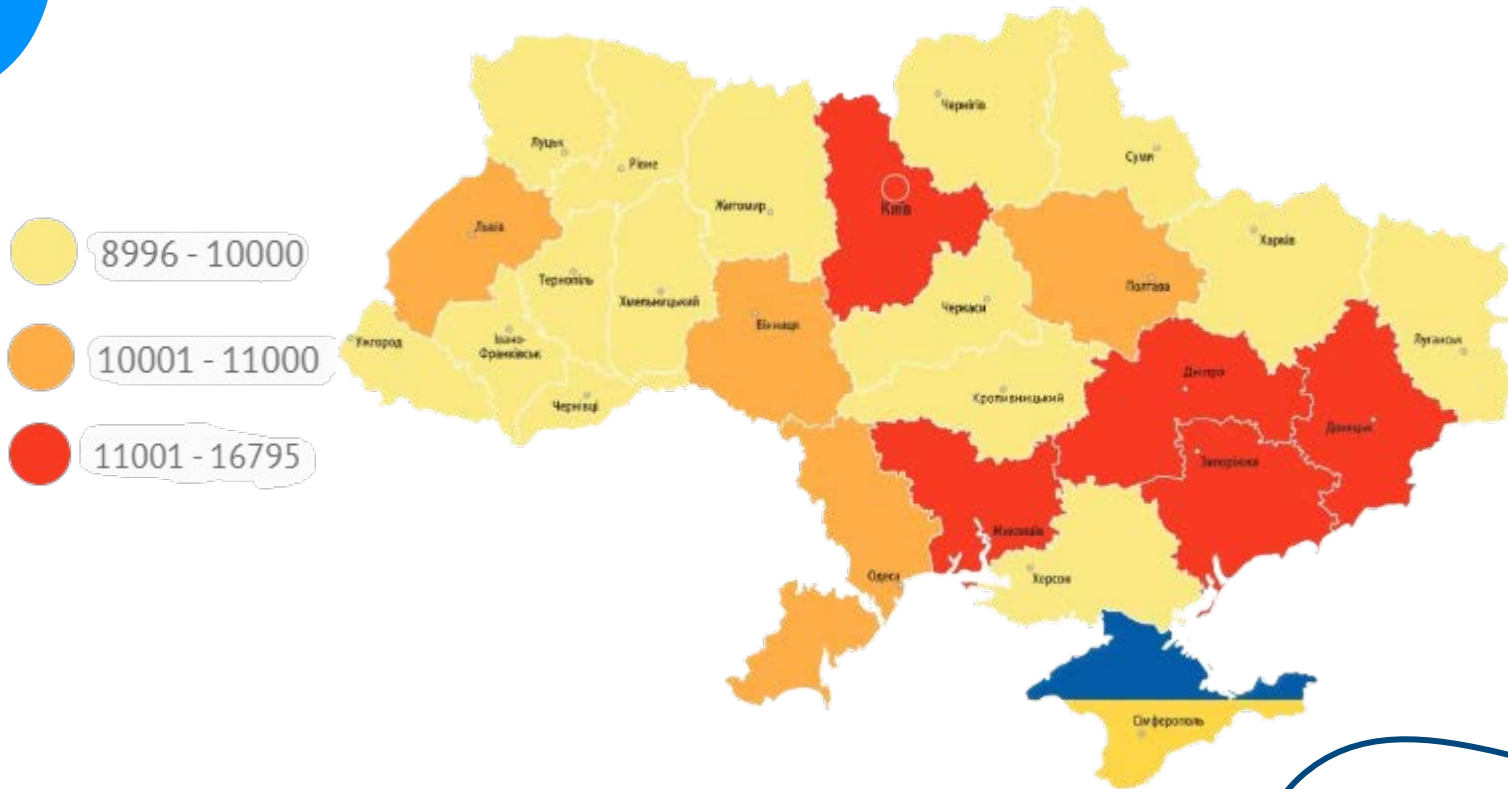 8996 - 10000
10001 - 11000
11001 - 16795
Чернігів
Луцьк
Рівне
Суми
Житомир
Київ
Львів
Харків
Тернопіль
Хмельницький
Полтава
Черкаси
Вінниця
Ужгород
Івано-
Франківськ
Луганськ
Дніпро
Чернівці
Кропивницький
Донецьк
Запоріжжя
Миколаїв
Одеса
Херсон
Сімферополь